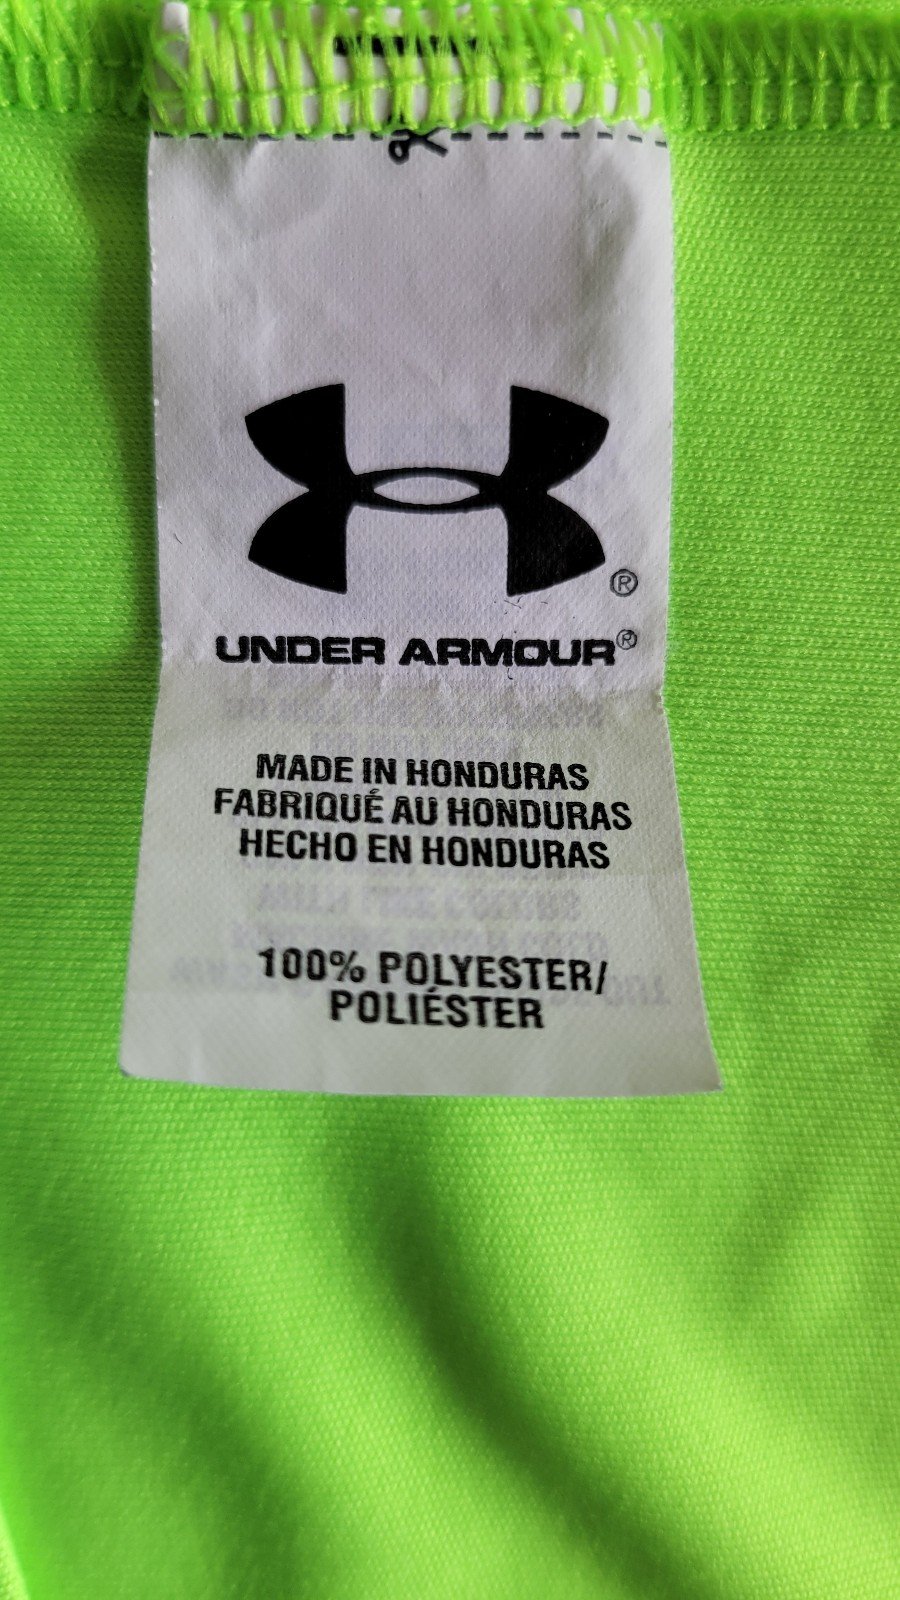 UNDER ARMOUR®
MADE IN HONDURAS
FABRIQUÉ AU HONDURAS
HECHO EN HONDURAS
100% POLYESTER/
POLIÉSTER